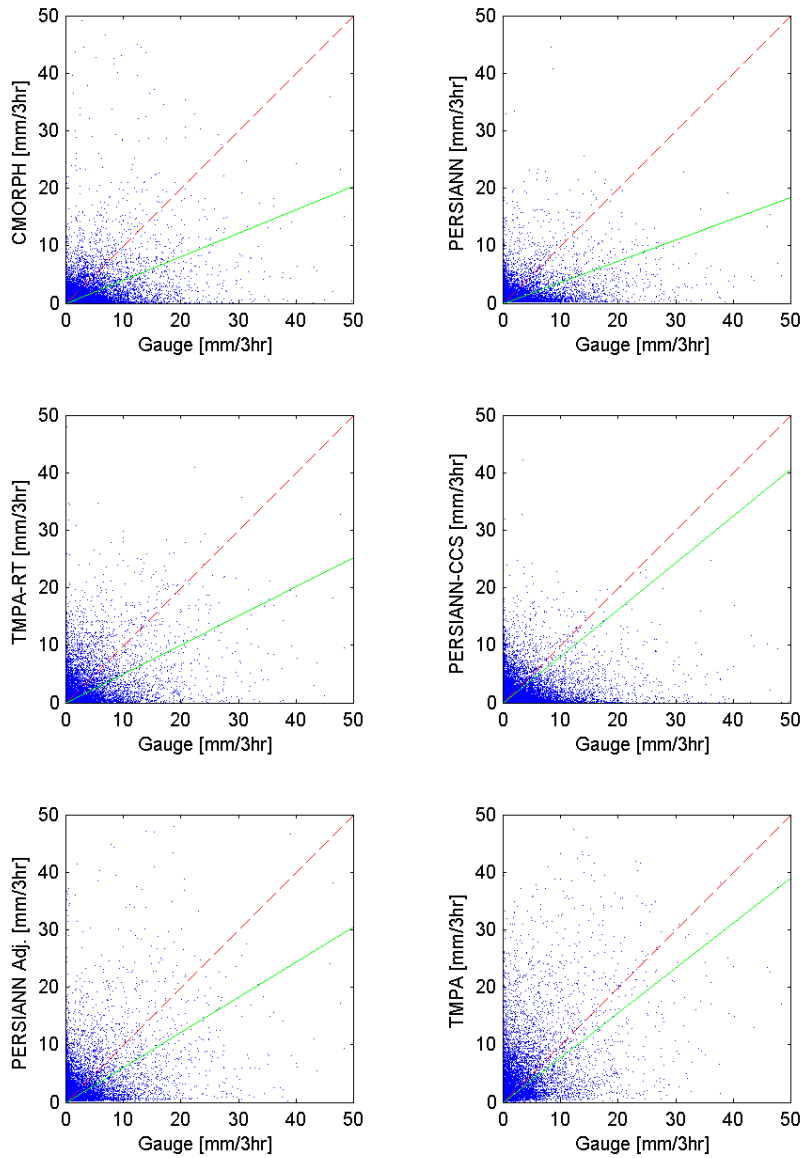 50
40
30
20
10
0
CMORPH [mm/3hr]
0 10 20 30 40 50
Gauge [mm/3hr]
50
40
30
20
10
0
PERSIANN [mm/3hr]
0 10 20 30 40 50
Gauge [mm/3hr]
50
40
30
20
10
0
TMPA-RT [mm/3hr]
0 10 20 30 40 50
Gauge [mm/3hr]
50
40
30
20
10
0
PERSIANN-CCS [mm/3hr]
0 10 20 30 40 50
Gauge [mm/3hr]
50
40
30
20
10
0
PERSIANN Adj. [mm/3hr]
0 10 20 30 40 50
Gauge [mm/3hr]
50
40
30
20
10
0
TMPA [mm/3hr]
0 10 20 30 40 50
Gauge [mm/3hr]